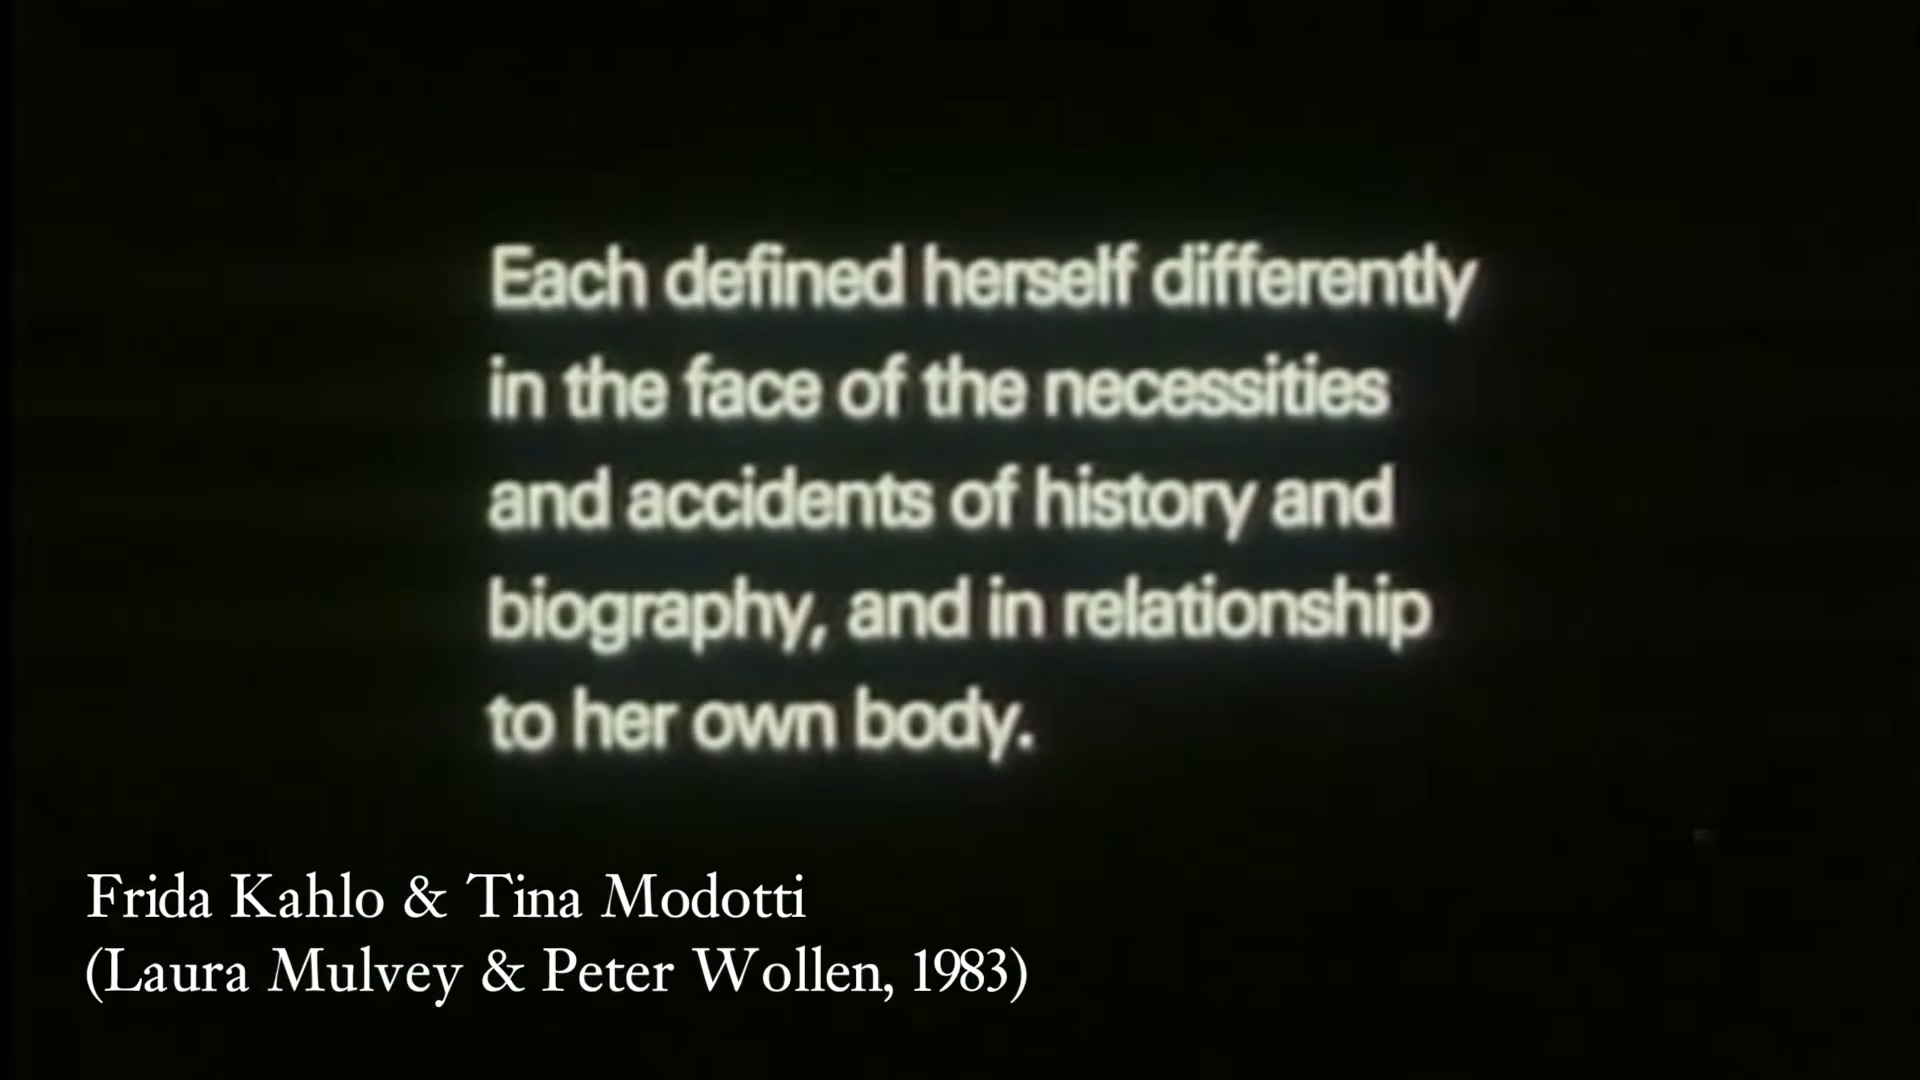 Each defined herself differently
in the face of the necessities
and accidents of history and
biography, and in relationship
to her own body.
Frida Kahlo & Tina Modotti
(Laura Mulvey & Peter Wollen, 1983)